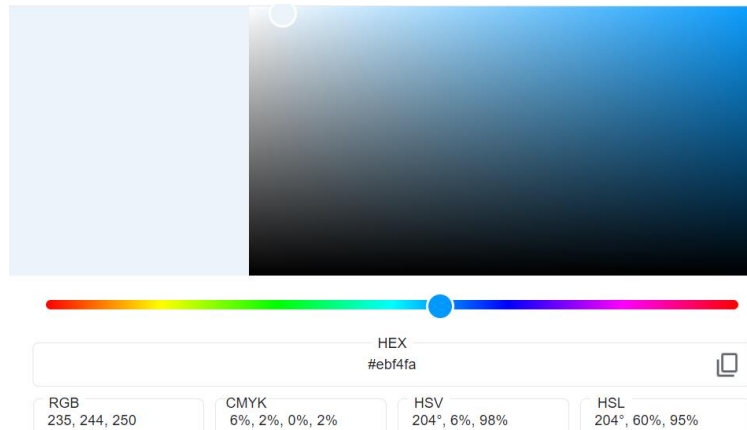 HEX
#ebf4fa
RGB
235, 244, 250
CMYK
6%, 2%, 0%, 2%
HSV
204°, 6%, 98%
HSL
204°, 60%, 95%